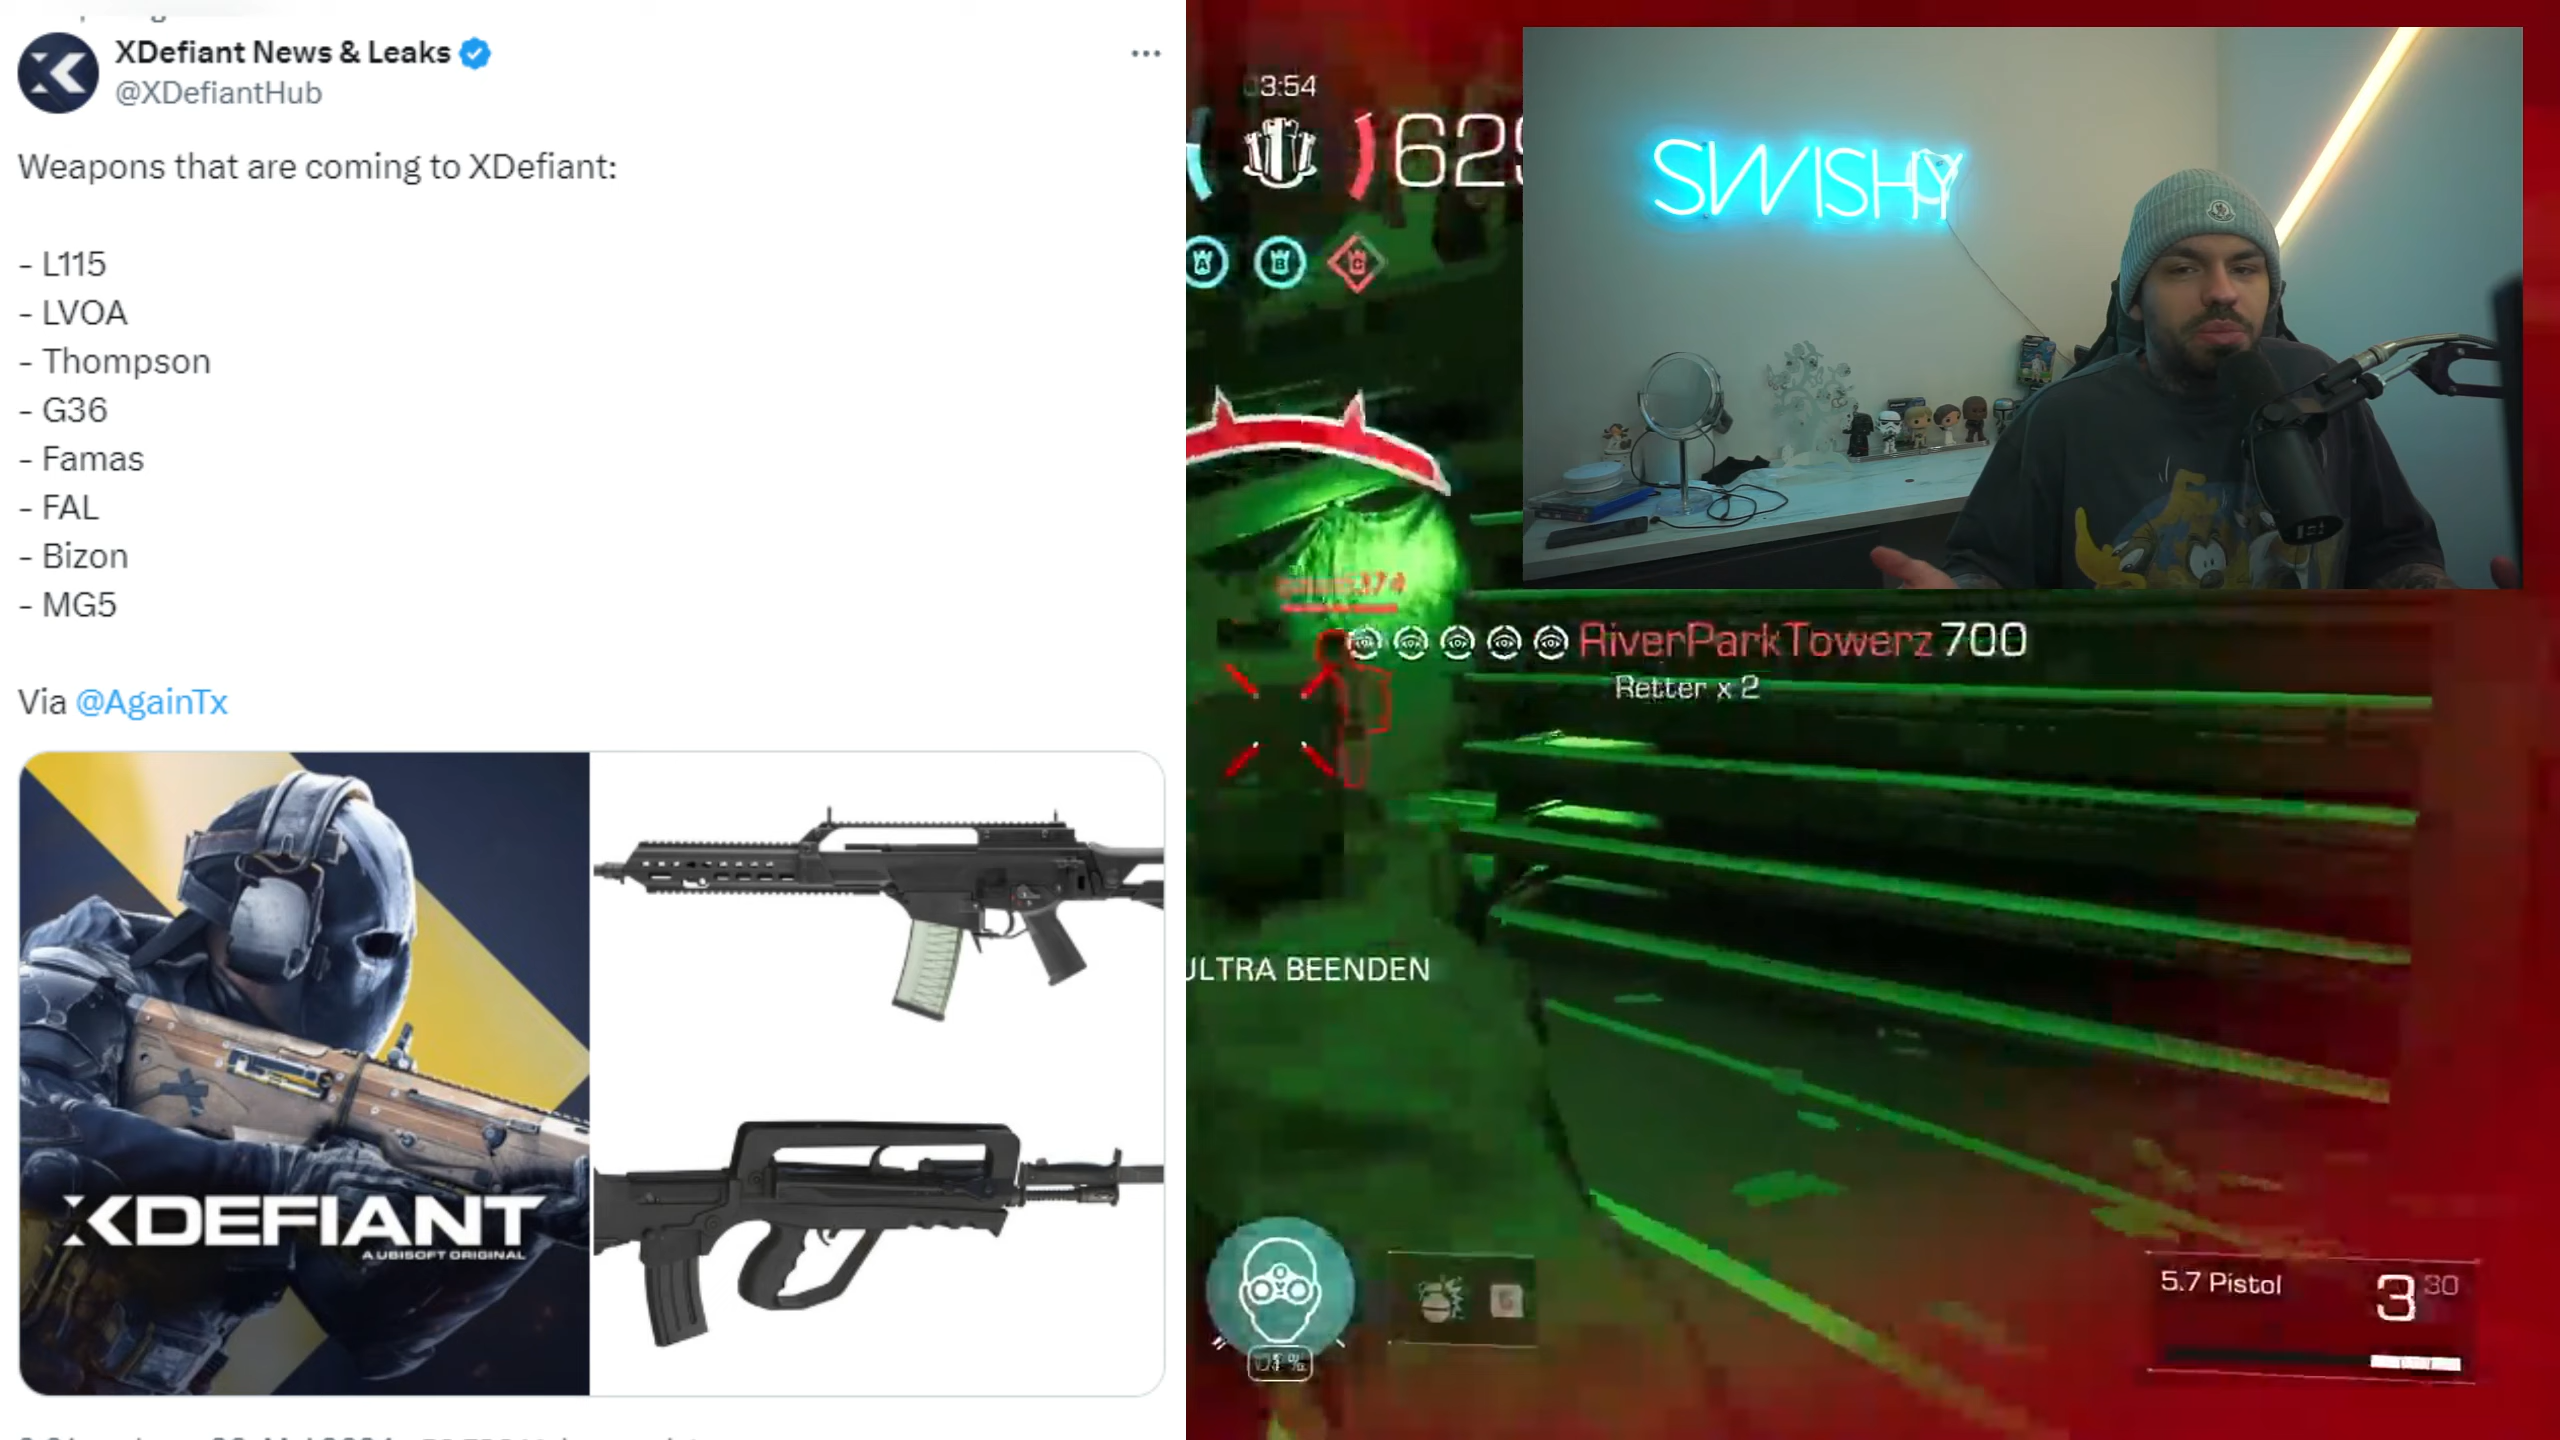 XDefiant News & Leaks
@XDefiantHub
Weapons that are coming to XDefiant:
- L115
- LVOA
- Thompson
- G36
- Famas
- FAL
- Bizon
- MG5
Via @AgainTx
XDEFIANT
A UBISOFT ORIGINAL
3:54
A
B
C
SWISHY
RiverParkTowerz 700
Retter x 2
ULTRA BEENDEN
5.7 Pistol
3 30